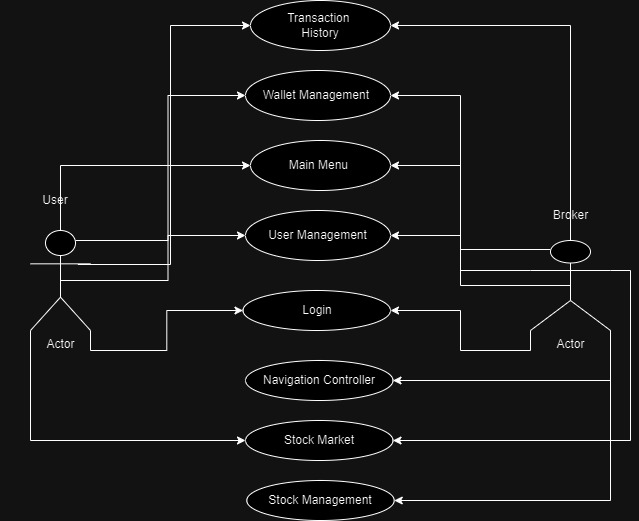 Transaction
History
Wallet Management
Main Menu
User
Broker
User Management
Login
Actor
Actor
Navigation Controller
Stock Market
Stock Management